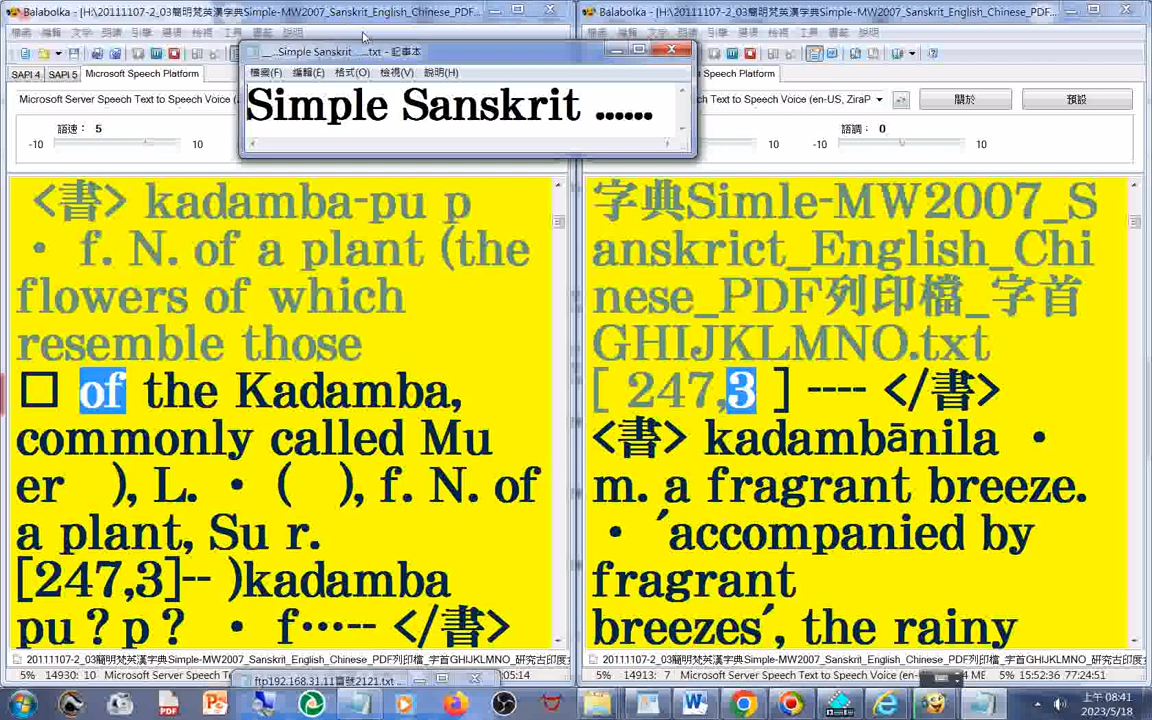 Balabolka - [H:\20111107-2_03簡明梵英漢字典Simple-MW2007_Sanskrit_English_Chinese_PDF...
Balabolka - [H:\20111107-2_03簡明梵英漢字典Simple-MW2007_Sanskrit_English_Chinese_PDF...
__...Simple Sanskrit ......txt - 記事本
檔案(F) 編輯(E) 格式(O) 檢視(V) 說明(H)
Simple Sanskrit ......
SAPI 4 SAPI 5 Microsoft Speech Platform
Speech Platform
Microsoft Server Speech Text to Speech Voice
Text to Speech Voice (en-US, ZiraP
關於
預設
語速： 5
語調： 0
-10
10
10
-10
10
<書> kadamba-pu p
• f. N. of a plant (the
flowers of which
resemble those
□ of the Kadamba,
commonly called Mu
er ), L. • ( ), f. N. of
a plant, Su r.
[247,3]-- )kadamba
pu？p？ • f…-- </書>
字典Simle-MW2007_S
anskrict_English_Chi
nese_PDF列印檔_字首
GHIJKLMNO.txt
[ 247,3 ] ---- </書>
<書> kadambānila •
m. a fragrant breeze.
• ´accompanied by
fragrant
breezes´, the rainy
20111107-2_03簡明梵英漢字典Simple-MW2007_Sanskrit_English_Chinese_PDF列印檔_字首GHIJKLMNO_研究古印度
20111107-2_03簡明梵英漢字典Simple-MW2007_Sanskrit_English_Chinese_PDF列印檔_字首GHIJKLMNO_研究古印度
5% 14930: 10 Microsoft Se
05:14
5% 14913: 7 Microsoft Server Speech Text to Speech Voice (en-
5% 15:52:36 77:24:51
上午 08:41
2023/5/18